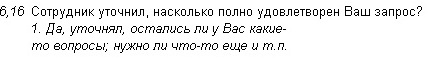 6,16 Сотрудник уточнил, насколько полно удовлетворен Ваш запрос?
1. Да, уточнял, остались ли у Вас какие-
то вопросы; нужно ли что-то еще и т.п.